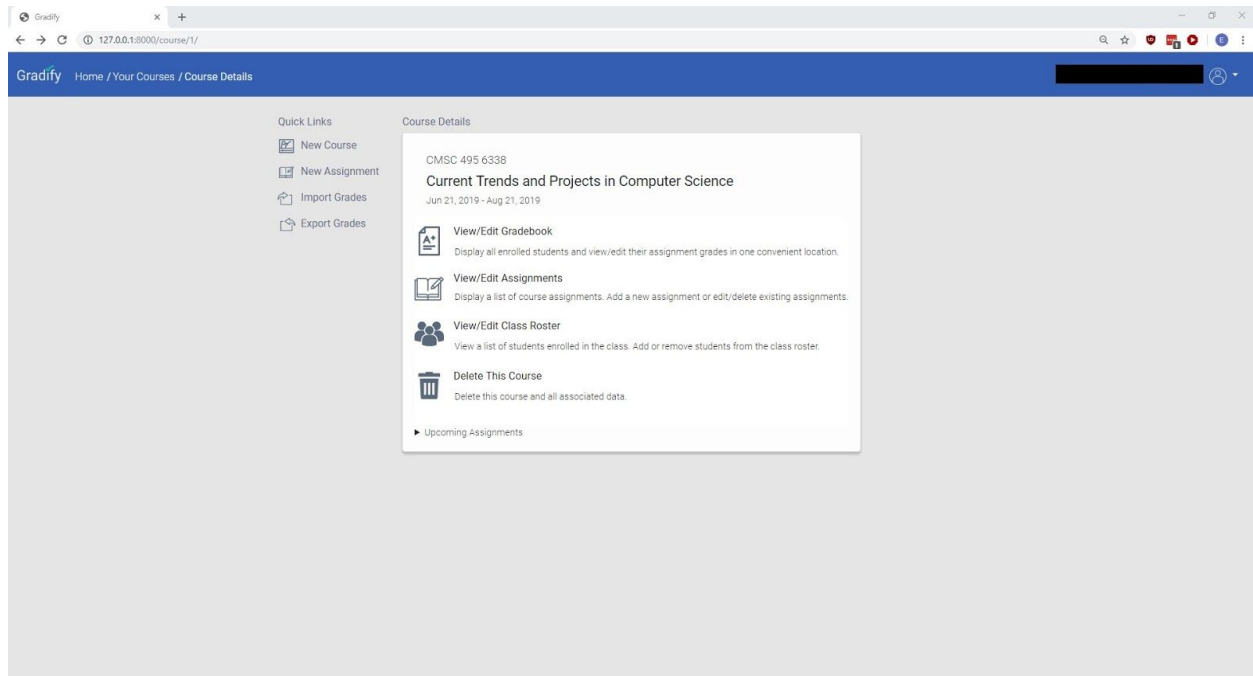 Gradify
127.0.0.1:8000/course/1/
E
Gradify Home / Your Courses / Course Details
Quick Links
New Course
New Assignment
Import Grades
Export Grades
Course Details
CMSC 495 6338
Current Trends and Projects in Computer Science
Jun 21, 2019 - Aug 21, 2019
A+
View/Edit Gradebook
Display all enrolled students and view/edit their assignment grades in one convenient location.
View/Edit Assignments
Display a list of course assignments. Add a new assignment or edit/delete existing assignments.
View/Edit Class Roster
View a list of students enrolled in the class. Add or remove students from the class roster.
Delete This Course
Delete this course and all associated data.
Upcoming Assignments